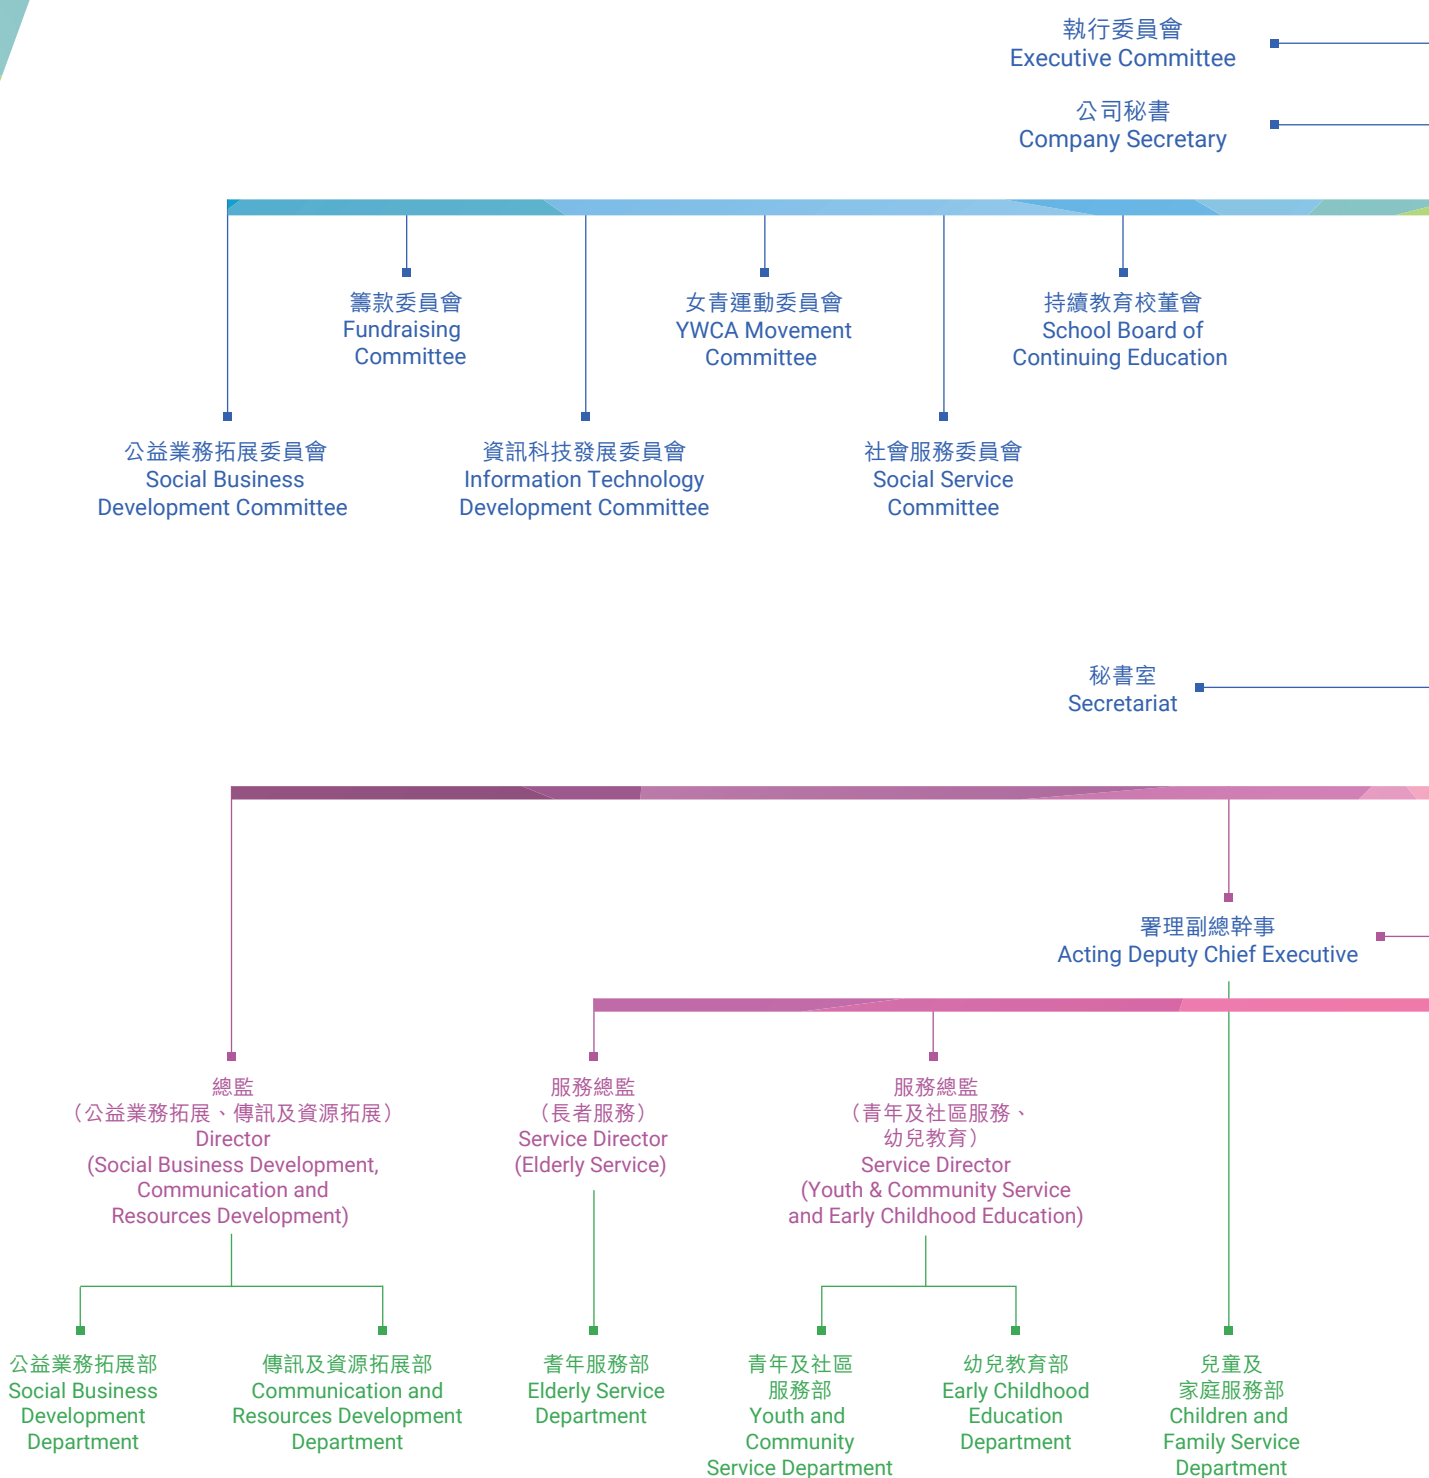 執行委員會
Executive Committee
公司秘書
Company Secretary
籌款委員會
Fundraising
Committee
女青運動委員會
YWCA Movement
Committee
持續教育校董會
School Board of
Continuing Education
公益業務拓展委員會
Social Business
Development Committee
資訊科技發展委員會
Information Technology
Development Committee
社會服務委員會
Social Service
Committee
秘書室
Secretariat
署理副總幹事
Acting Deputy Chief Executive
總監
（公益業務拓展、傳訊及資源拓展）
Director
(Social Business Development,
Communication and
Resources Development)
服務總監
（長者服務）
Service Director
(Elderly Service)
服務總監
（青年及社區服務、
幼兒教育）
Service Director
(Youth & Community Service
and Early Childhood Education)
公益業務拓展部
Social Business
Development
Department
傳訊及資源拓展部
Communication and
Resources Development
Department
耆年服務部
Elderly Service
Department
青年及社區
服務部
Youth and
Community
Service Department
幼兒教育部
Early Childhood
Education
Department
兒童及
家庭服務部
Children and
Family Service
Department